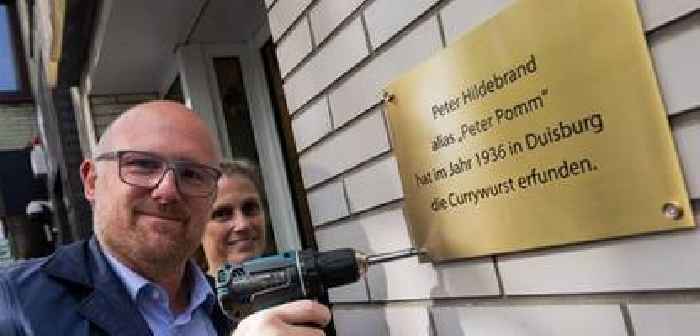 Peter Hildebrand
alias „Peter Pomm“
hat im Jahr 1936 in Duisburg
die Currywurst erfunden.